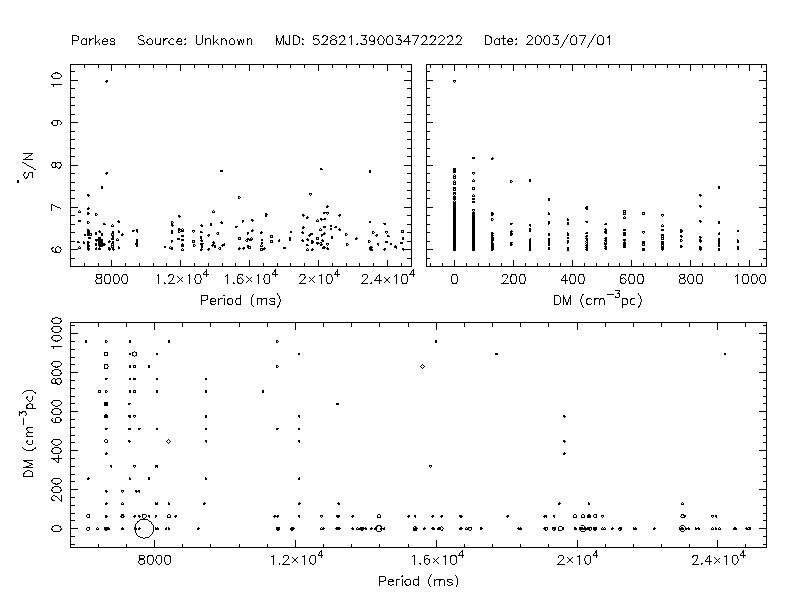 Parkes Source: Unknown MJD: 52821.390034722222 Date: 2003/07/01
10
9
8
7
6
S/N
8000 1.2×10⁴ 1.6×10⁴ 2×10⁴ 2.4×10⁴
Period (ms)
0 200 400 600 800 1000
DM (cm⁻³pc)
1000
800
600
400
200
0
DM (cm⁻³pc)
8000 1.2×10⁴ 1.6×10⁴ 2×10⁴ 2.4×10⁴
Period (ms)